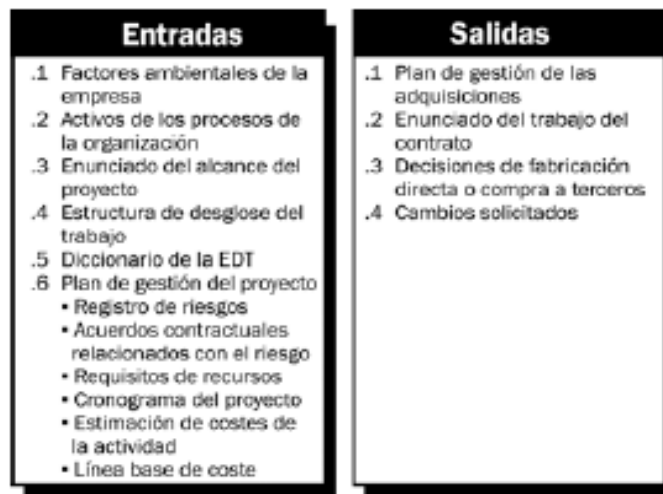 Entradas
.1 Factores ambientales de la
empresa
.2 Activos de los procesos de
la organización
.3 Enunciado del alcance del
proyecto
.4 Estructura de desglose del
trabajo
.5 Diccionario de la EDT
.6 Plan de gestión del proyecto
• Registro de riesgos
• Acuerdos contractuales
relacionados con el riesgo
• Requisitos de recursos
• Cronograma del proyecto
• Estimación de costes de
la actividad
• Línea base de coste
Salidas
.1 Plan de gestión de las
adquisiciones
.2 Enunciado del trabajo del
contrato
.3 Decisiones de fabricación
directa o compra a terceros
.4 Cambios solicitados